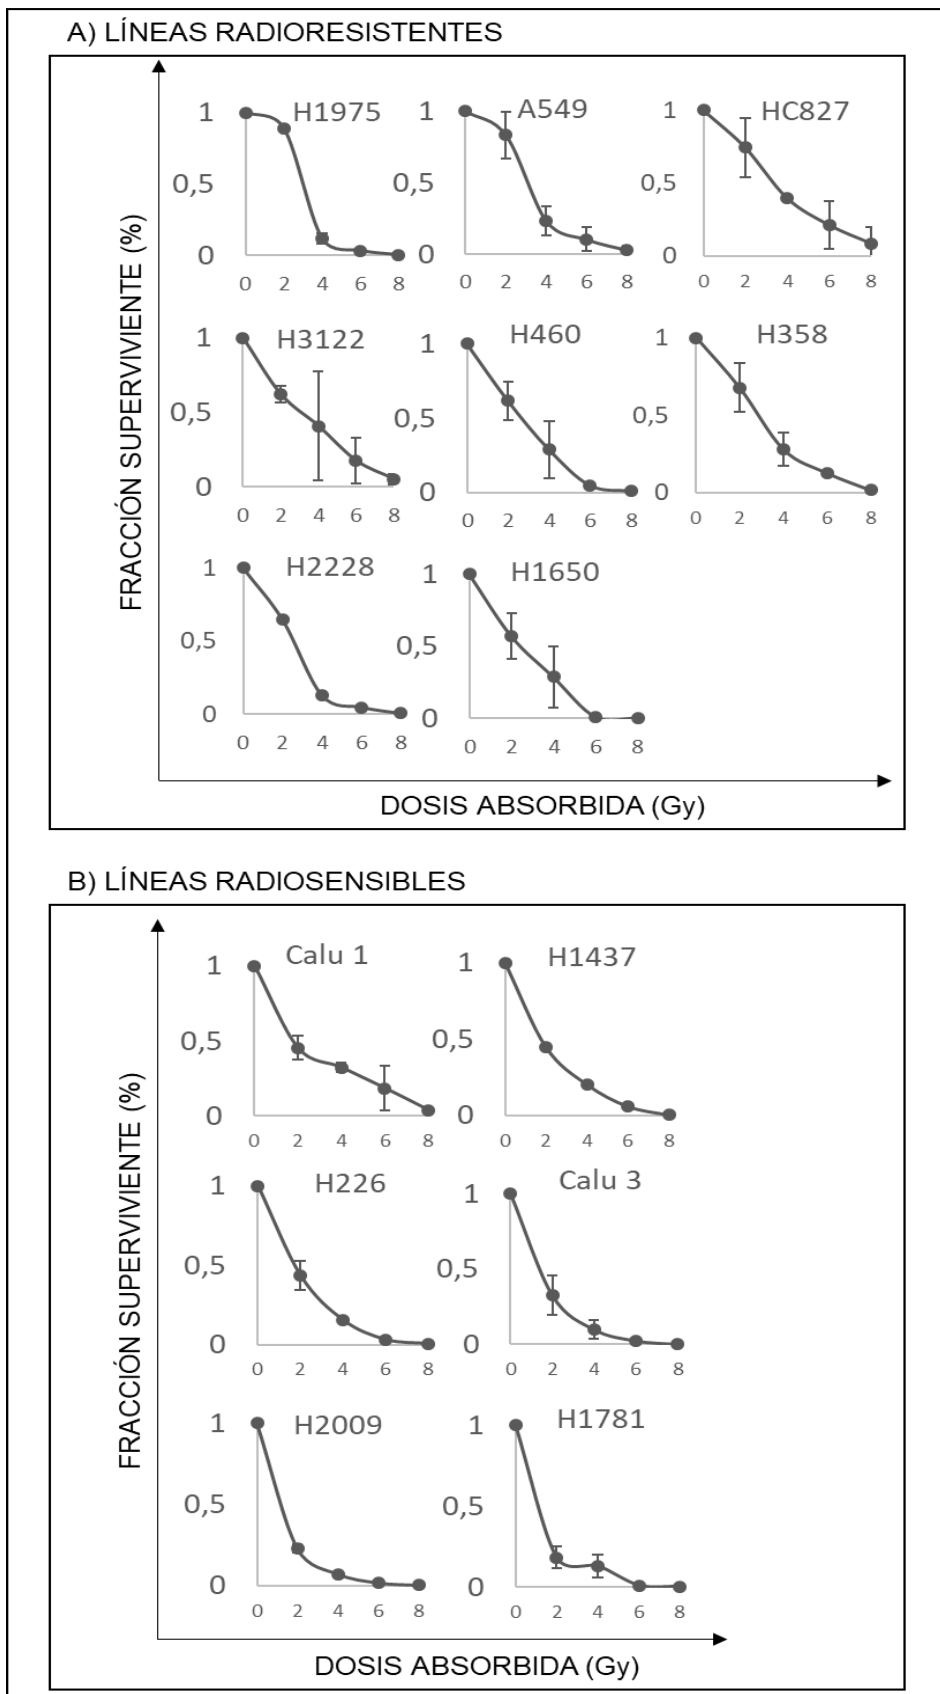 A) LÍNEAS RADIORESISTENTES
FRACCIÓN SUPERVIVIENTE (%)
H1975
1
0,5
0
0 2 4 6 8
A549
1
0,5
0
0 2 4 6 8
HC827
1
0,5
0
0 2 4 6 8
H3122
1
0,5
0
0 2 4 6 8
H460
1
0,5
0
0 2 4 6 8
H358
1
0,5
0
0 2 4 6 8
H2228
1
0,5
0
0 2 4 6 8
H1650
1
0,5
0
0 2 4 6 8
DOSIS ABSORBIDA (Gy)
B) LÍNEAS RADIOSENSIBLES
FRACCIÓN SUPERVIVIENTE (%)
Calu 1
1
0,5
0
0 2 4 6 8
H1437
1
0,5
0
0 2 4 6 8
H226
1
0,5
0
0 2 4 6 8
Calu 3
1
0,5
0
0 2 4 6 8
H2009
1
0,5
0
0 2 4 6 8
H1781
1
0,5
0
0 2 4 6 8
DOSIS ABSORBIDA (Gy)